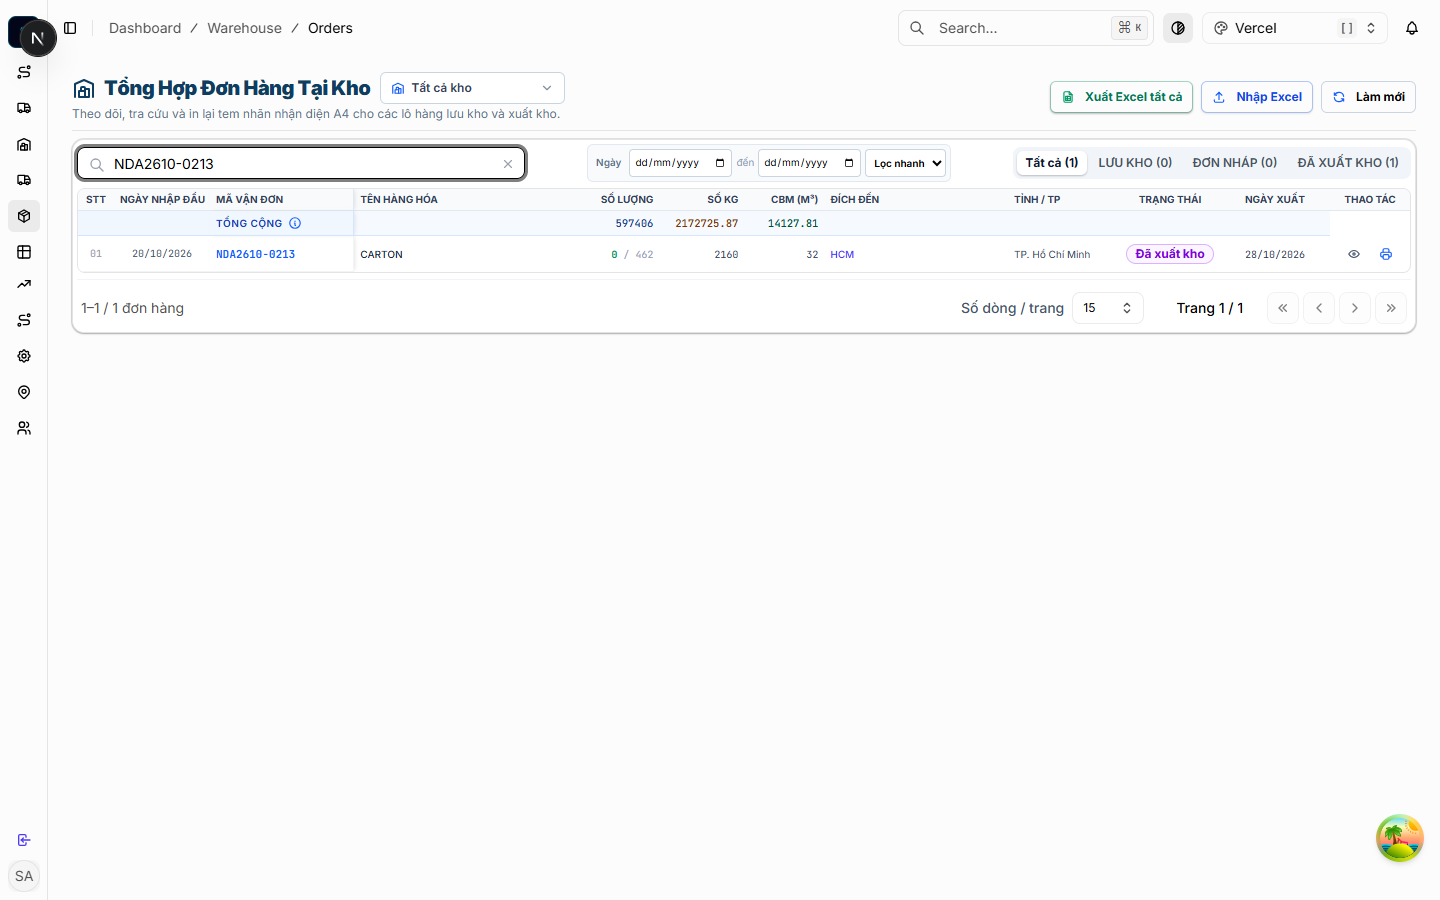 N
Dashboard / Warehouse / Orders
Search...
⌘ K
Vercel
[ ]
Tổng Hợp Đơn Hàng Tại Kho
Tất cả kho
Theo dõi, tra cứu và in lại tem nhãn nhận diện A4 cho các lô hàng lưu kho và xuất kho.
Xuất Excel tất cả
Nhập Excel
Làm mới
NDA2610-0213
Ngày dd/mm/yyyy đến dd/mm/yyyy Lọc nhanh
Tất cả (1) LƯU KHO (0) ĐƠN NHÁP (0) ĐÃ XUẤT KHO (1)
STT NGÀY NHẬP ĐẦU MÃ VẬN ĐƠN TÊN HÀNG HÓA SỐ LƯỢNG SỐ KG CBM (M³) ĐÍCH ĐẾN TỈNH / TP TRẠNG THÁI NGÀY XUẤT THAO TÁC
TỔNG CỘNG 597406 2172725.87 14127.81
01 20/10/2026 NDA2610-0213 CARTON 0 / 462 2160 32 HCM TP. Hồ Chí Minh Đã xuất kho 28/10/2026
1–1 / 1 đơn hàng
Số dòng / trang 15
Trang 1 / 1
SA